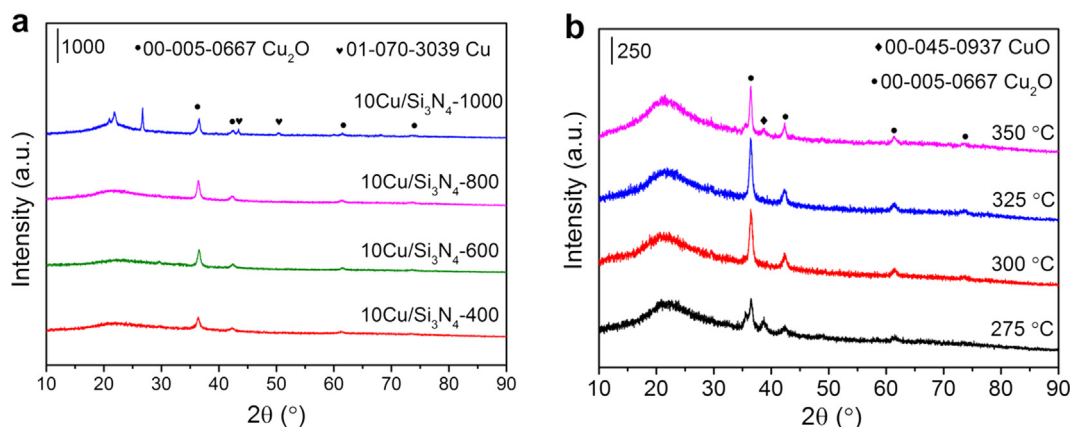 a
1000
•00-005-0667 Cu₂O
♥01-070-3039 Cu
10Cu/Si₃N₄-1000
10Cu/Si₃N₄-800
10Cu/Si₃N₄-600
10Cu/Si₃N₄-400
Intensity (a.u.)
10 20 30 40 50 60 70 80 90
2θ (°)
b
250
♦00-045-0937 CuO
•00-005-0667 Cu₂O
350 °C
325 °C
300 °C
275 °C
Intensity (a.u.)
10 20 30 40 50 60 70 80 90
2θ (°)